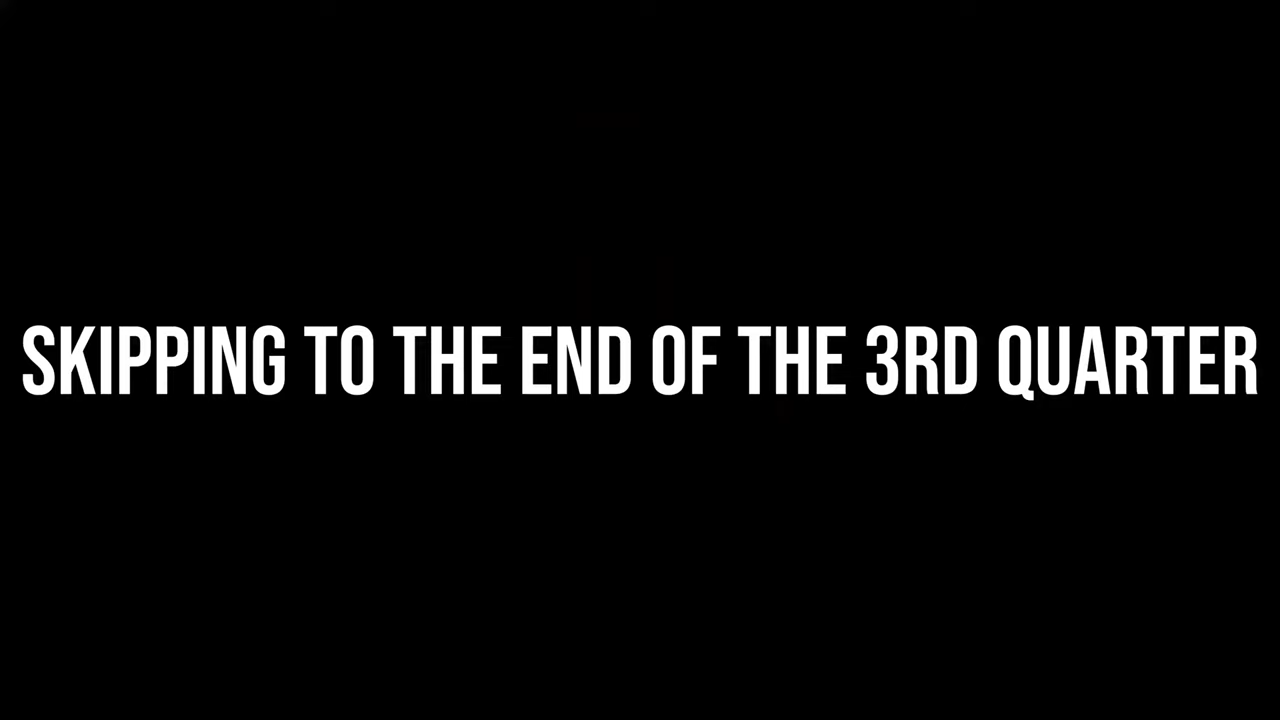 SKIPPING TO THE END OF THE 3RD QUARTER